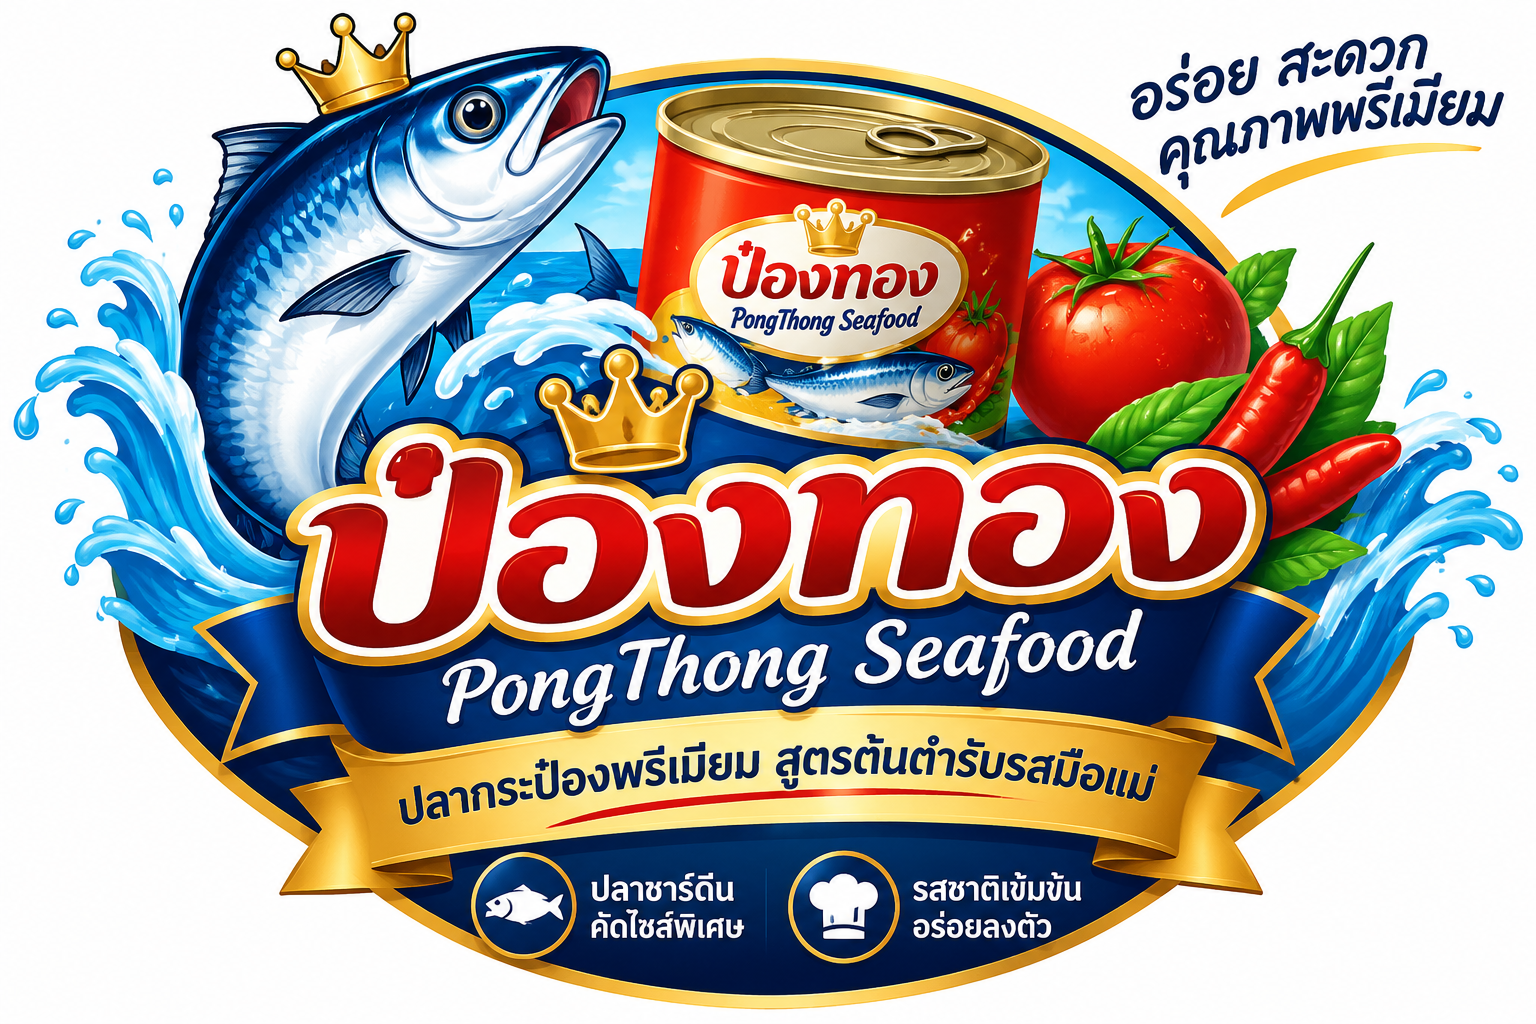 อร่อย สะดวก
คุณภาพพรีเมียม
ป๋องทอง
PongThong Seafood
ป๋องทอง
PongThong Seafood
ปลากระป๋องพรีเมียม สูตรต้นตำรับรสมือแม่
ปลาซาร์ดีน
คัดไซส์พิเศษ
รสชาติเข้มข้น
อร่อยลงตัว